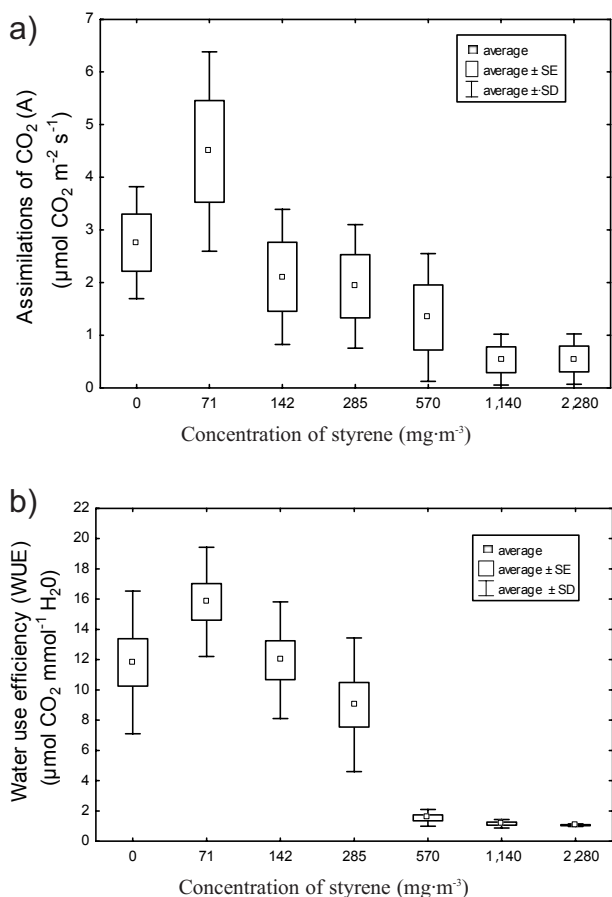 a)
Assimilations of CO₂ (A)
(µmol CO₂ m⁻² s⁻¹)
7
6
5
4
3
2
1
0
average
average ± SE
average ± SD
0 71 142 285 570 1,140 2,280
Concentration of styrene (mg·m⁻³)
b)
Water use efficiency (WUE)
(µmol CO₂ mmol⁻¹ H₂0)
22
20
18
16
14
12
10
8
6
4
2
0
average
average ± SE
average ± SD
0 71 142 285 570 1,140 2,280
Concentration of styrene (mg·m⁻³)